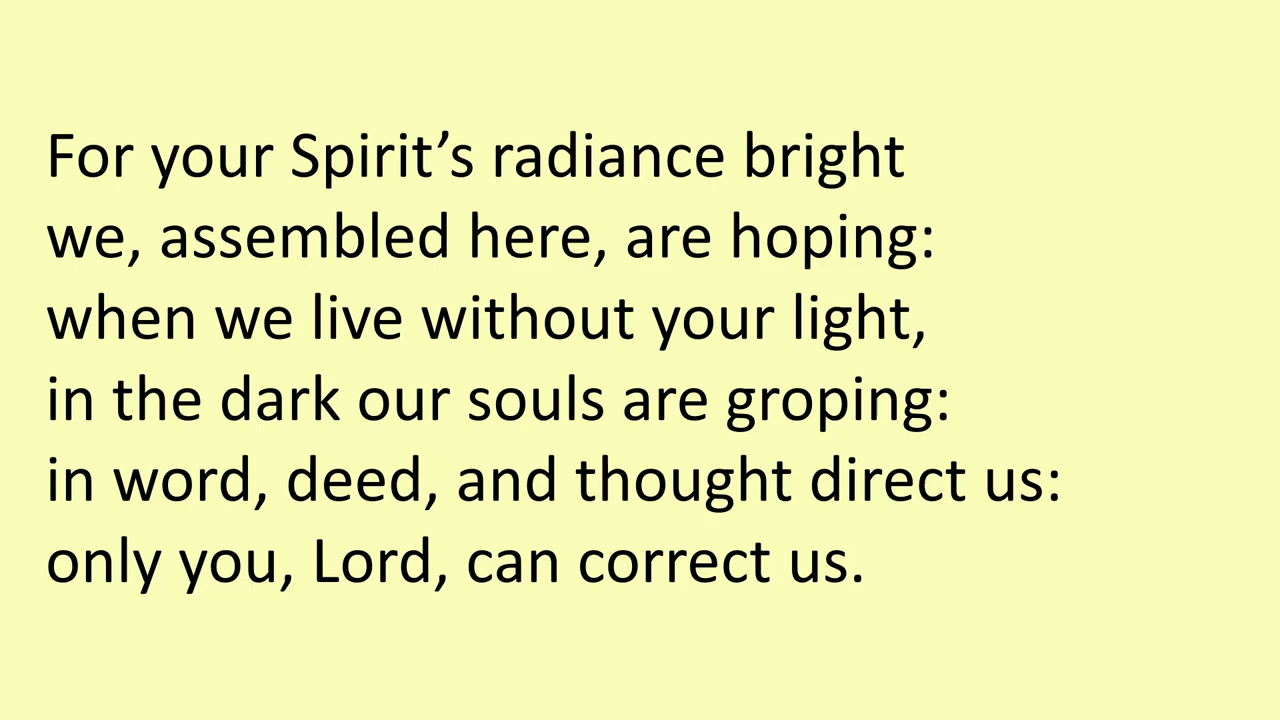 For your Spirit’s radiance bright
we, assembled here, are hoping:
when we live without your light,
in the dark our souls are groping:
in word, deed, and thought direct us:
only you, Lord, can correct us.